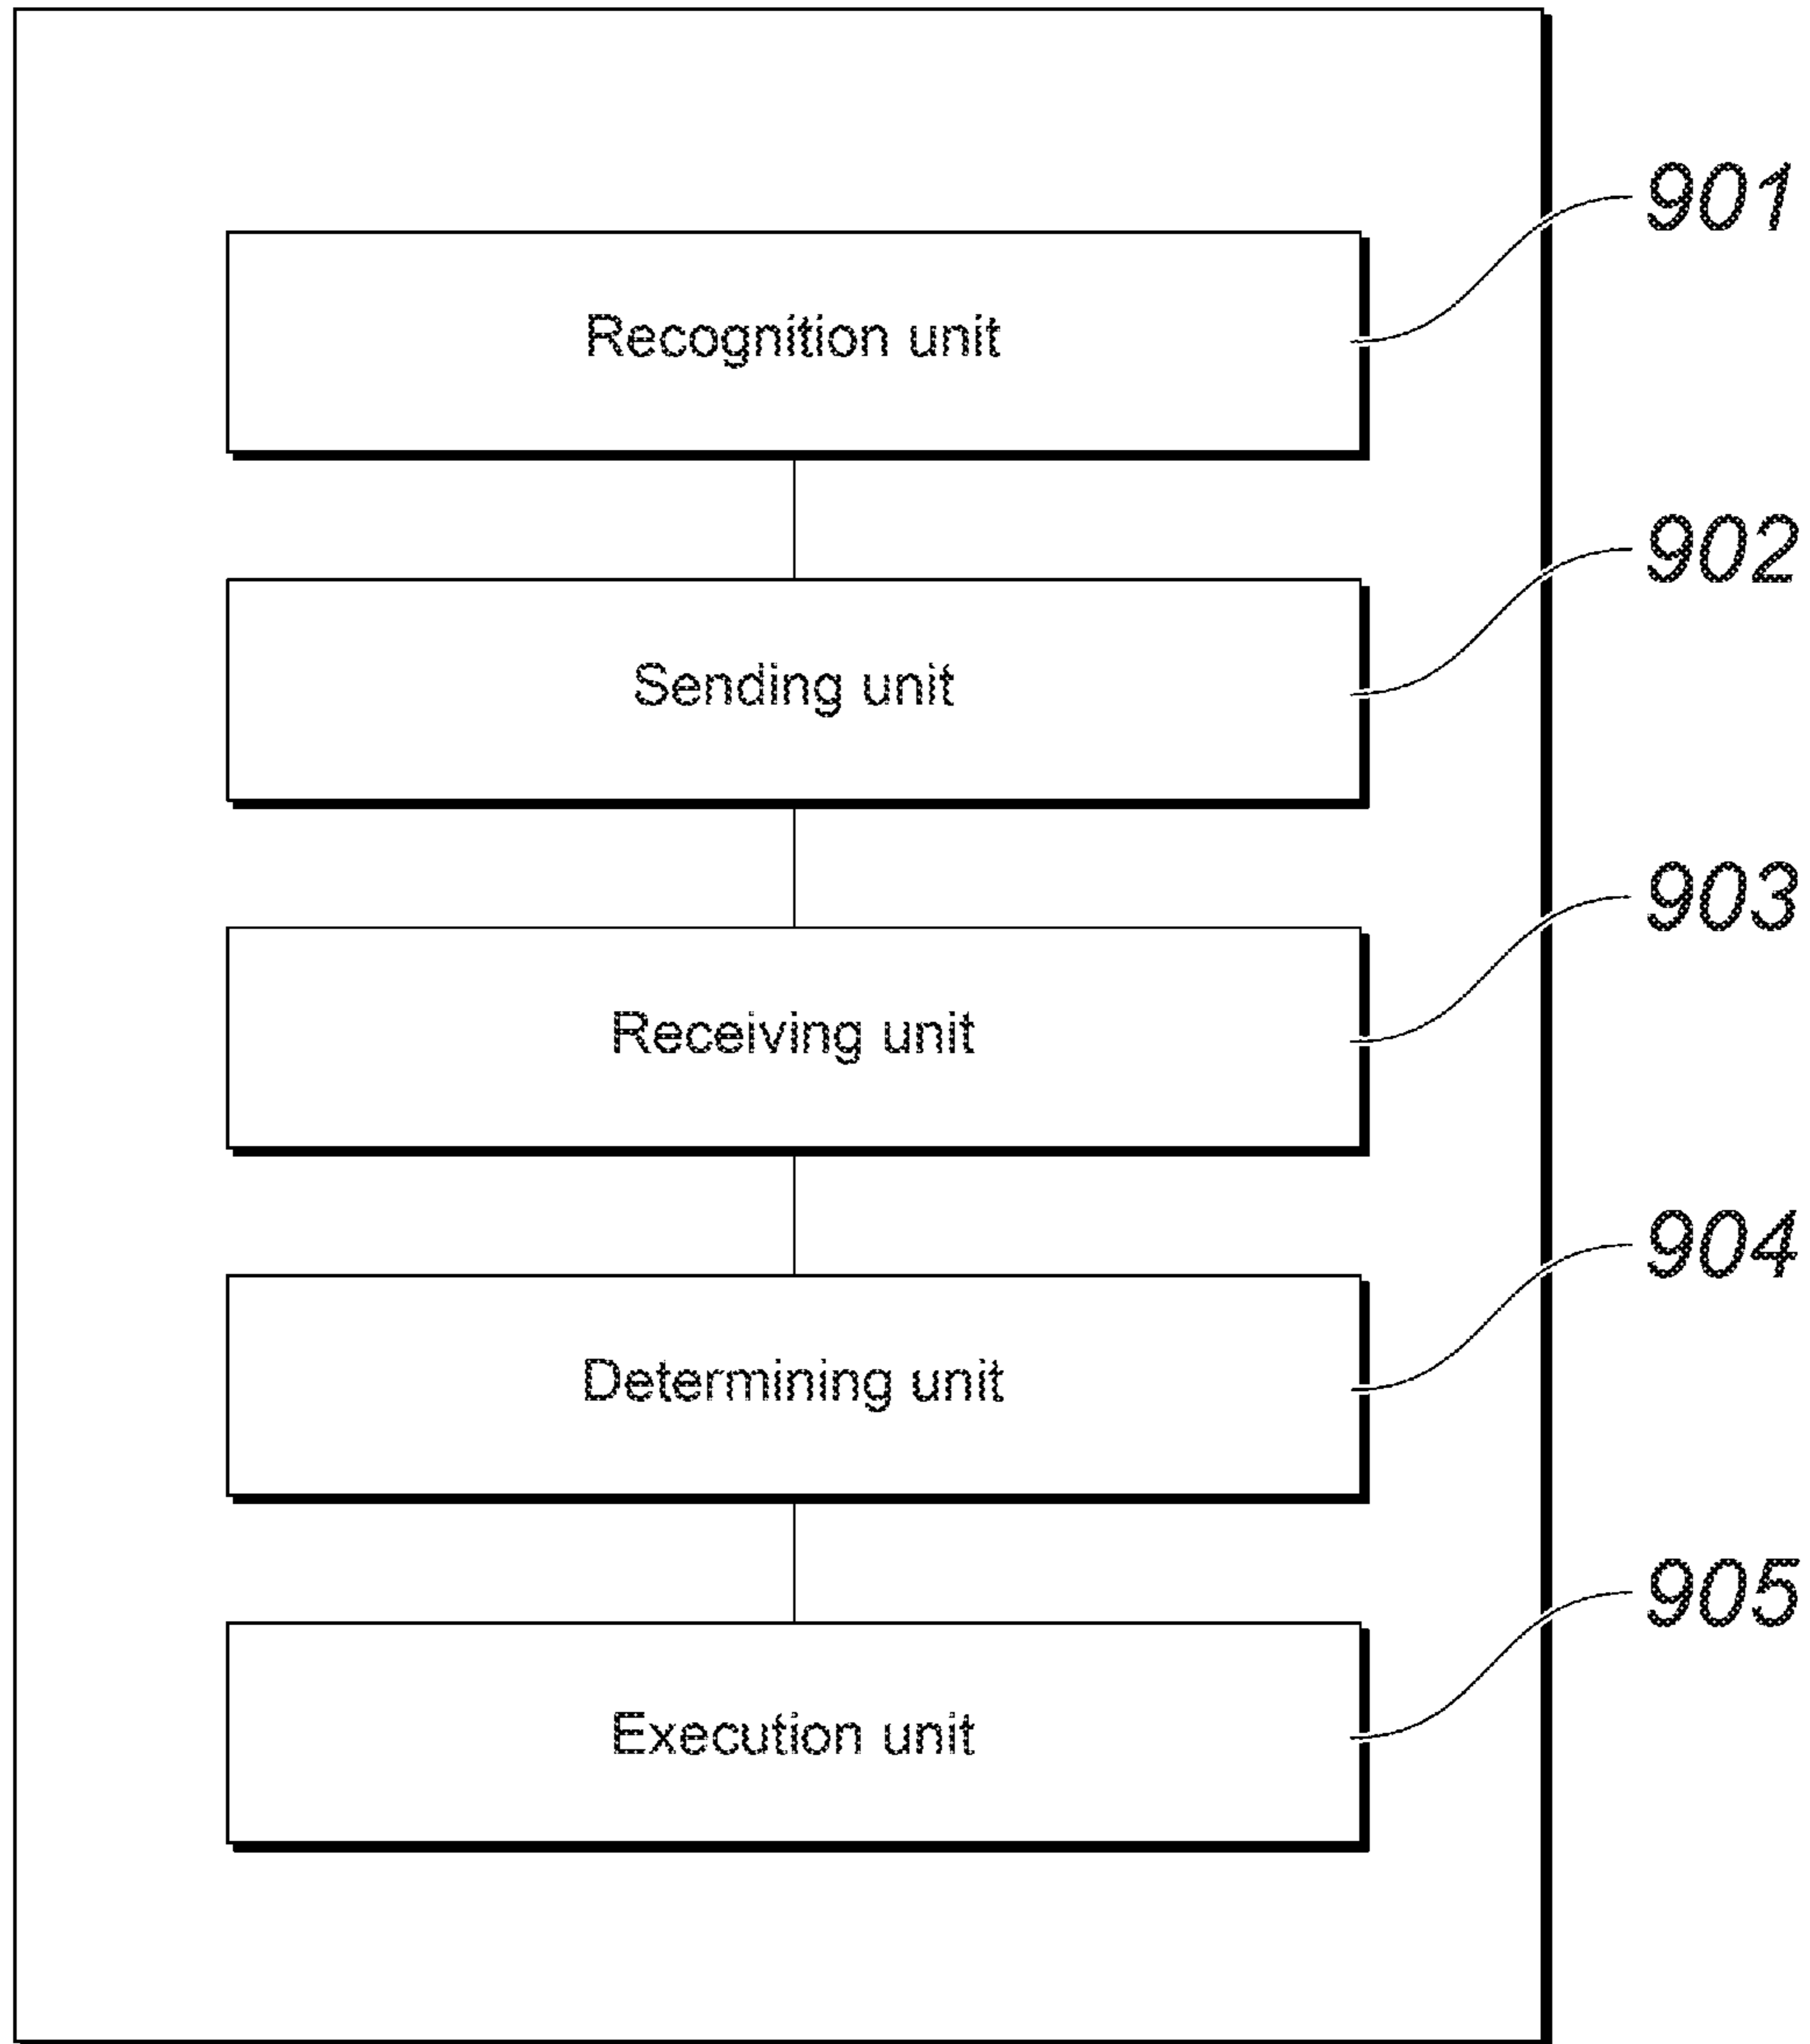 901
Recognition unit
902
Sending unit
903
Receiving unit
904
Determining unit
905
Execution unit